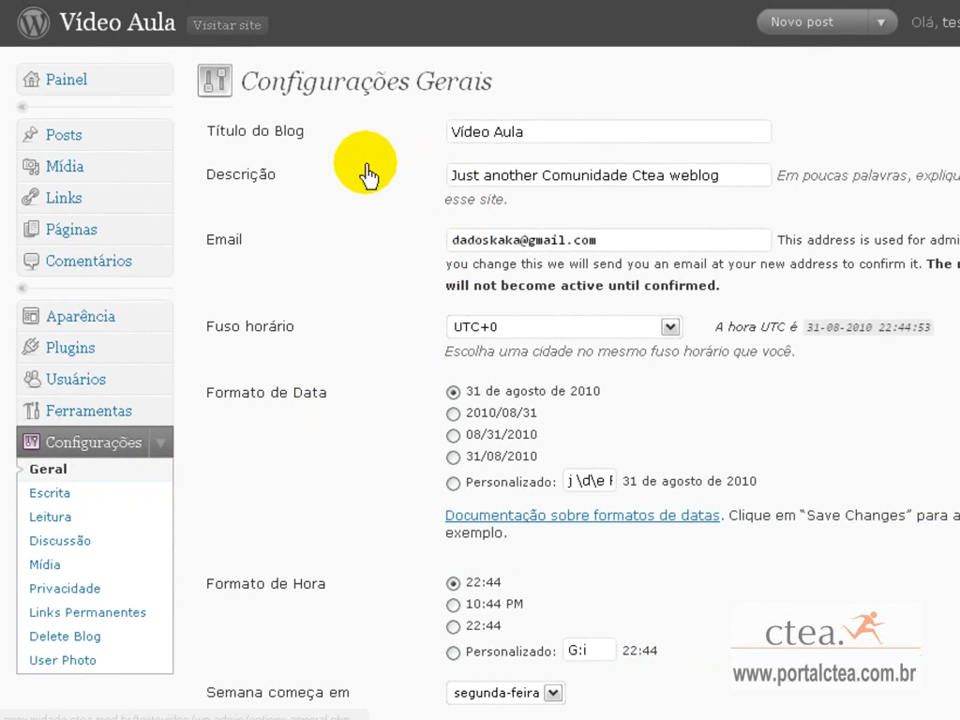 Vídeo Aula Visitar site Novo post Olá,
Painel
Posts
Mídia
Links
Páginas
Comentários
Aparência
Plugins
Usuários
Ferramentas
Configurações
Geral
Escrita
Leitura
Discussão
Mídia
Privacidade
Links Permanentes
Delete Blog
User Photo
Configurações Gerais
Título do Blog Vídeo Aula
Descrição Just another Comunidade Ctea weblog Em poucas palavras,
esse site.
Email dadoskaka@gmail.com This address is used for
you change this we will send you an email at your new address to confirm it. The
will not become active until confirmed.
Fuso horário UTC+0 A hora UTC é 31-08-2010 22:44:53
Escolha uma cidade no mesmo fuso horário que você.
Formato de Data 31 de agosto de 2010
2010/08/31
08/31/2010
31/08/2010
Personalizado: j \d\e 31 de agosto de 2010
Documentação sobre formatos de datas. Clique em “Save Changes” para
exemplo.
Formato de Hora 22:44
10:44 PM
22:44
Personalizado: G:i 22:44
Semana começa em segunda-feira
ctea.
www.portalctea.com.br